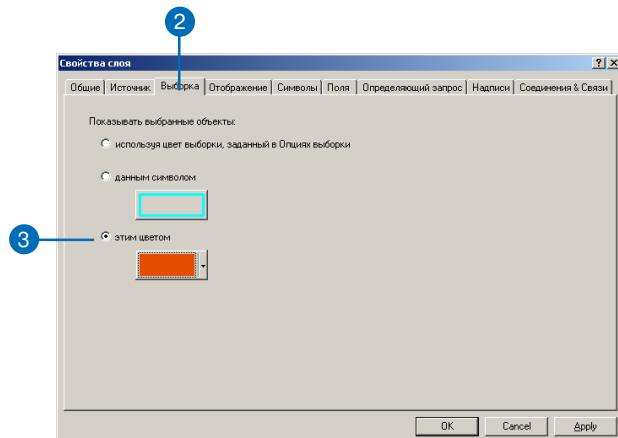 2
Свойства слоя
Общие Источник Выборка Отображение Символы Поля Определяющий запрос Надписи Соединения & Связи
Показывать выбранные объекты:
используя цвет выборки, заданный в Опциях выборки
данным символом
3 этим цветом
OK Cancel Apply